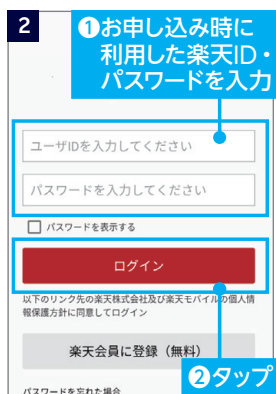 2
❶お申し込み時に
利用した楽天ID・
パスワードを入力
ユーザIDを入力してください
パスワードを入力してください
パスワードを表示する
ログイン
以下のリンク先の楽天株式会社及び楽天モバイルの個人情
報保護方針に同意してログイン
楽天会員に登録（無料）
❷タップ
パスワードを忘れた場合